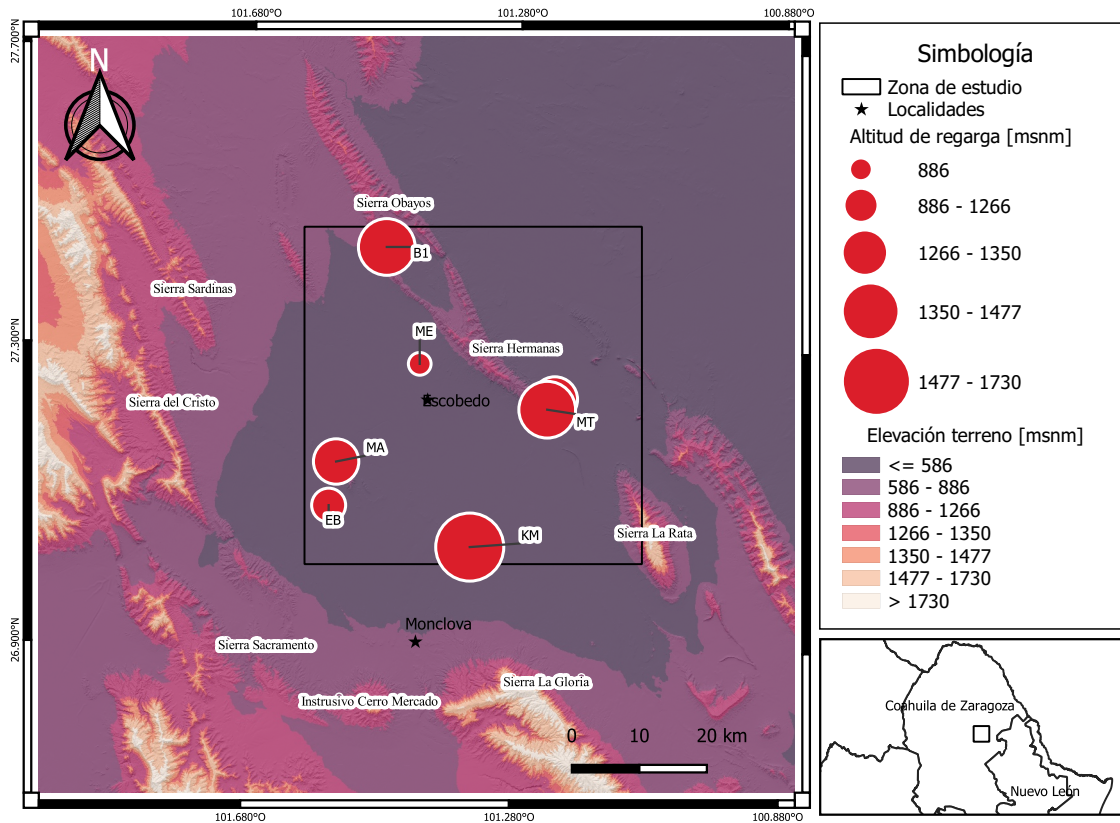 101.680°O
101.280°O
100.880°O
27.700°N
27.300°N
26.900°N
N
Sierra Obayos
B1
Sierra Sardinas
ME
Sierra Hermanas
Escobedo
Sierra del Cristo
MT
MA
EB
KM
Sierra La Rata
Monclova
Sierra Sacramento
Sierra La Gloria
Instrusivo Cerro Mercado
0 10 20 km
101.680°O
101.280°O
100.880°O
Simbología
Zona de estudio
Localidades
Altitud de regarga [msnm]
886
886 - 1266
1266 - 1350
1350 - 1477
1477 - 1730
Elevación terreno [msnm]
<= 586
586 - 886
886 - 1266
1266 - 1350
1350 - 1477
1477 - 1730
> 1730
Coahuila de Zaragoza
Nuevo León